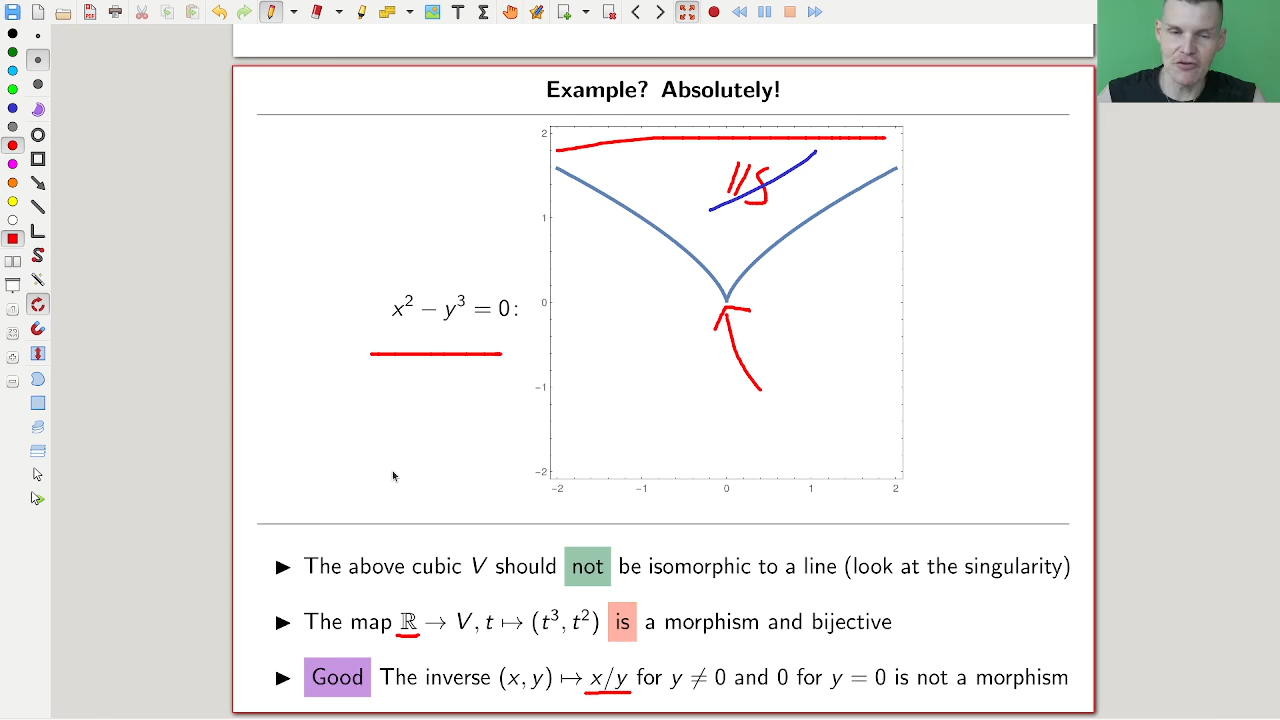 Example? Absolutely!
x² − y³ = 0:
2
1
0
−1
−2
−2 −1 0 1 2
▶ The above cubic V should not be isomorphic to a line (look at the singularity)
▶ The map ℝ → V, t ↦ (t³, t²) is a morphism and bijective
▶ Good The inverse (x, y) ↦ x/y for y ≠ 0 and 0 for y = 0 is not a morphism